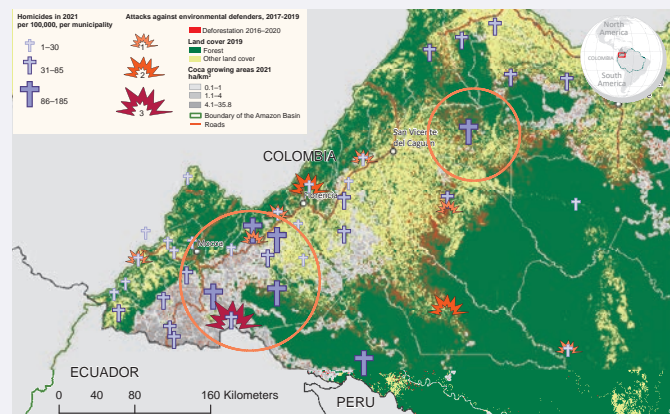 Homicides in 2021
per 100,000, per municipality
1–30
31–85
86–185
Attacks against environmental defenders, 2017-2019
1
2
3
Deforestation 2016–2020
Land cover 2019
Forest
Other land cover
Coca growing areas 2021
ha/km²
0.1–1
1.1–4
4.1–35.8
Boundary of the Amazon Basin
Roads
North
America
COLOMBIA
South
America
San Vicente
del Caguán
COLOMBIA
Florencia
Mocoa
ECUADOR
PERU
0 40 80 160 Kilometers